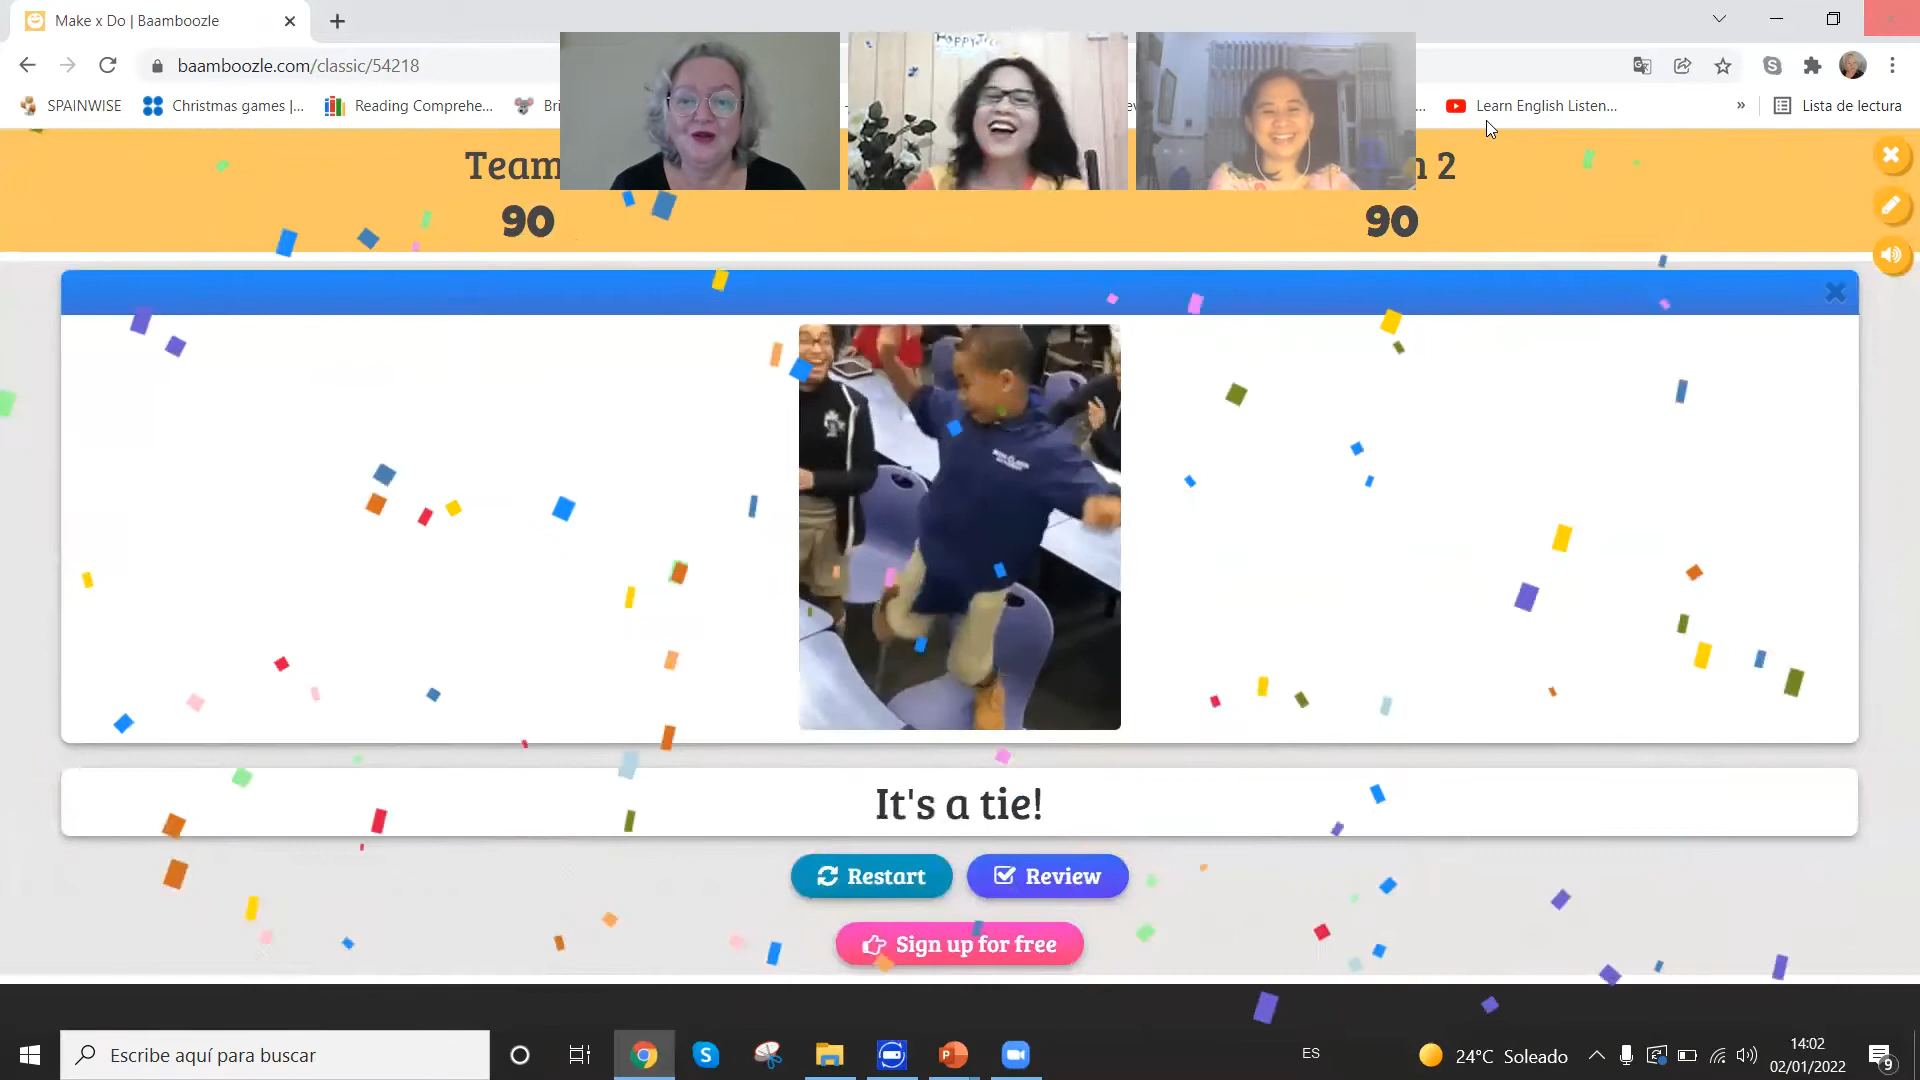 Make x Do | Baamboozle
baamboozle.com/classic/54218
SPAINWISE
Christmas games |...
Reading Comprehe...
Learn English Listen...
»
Lista de lectura
Team
2
90
90
It's a tie!
Restart
Review
Sign up for free
Escribe aquí para buscar
ES
24°C Soleado
14:02
02/01/2022
9